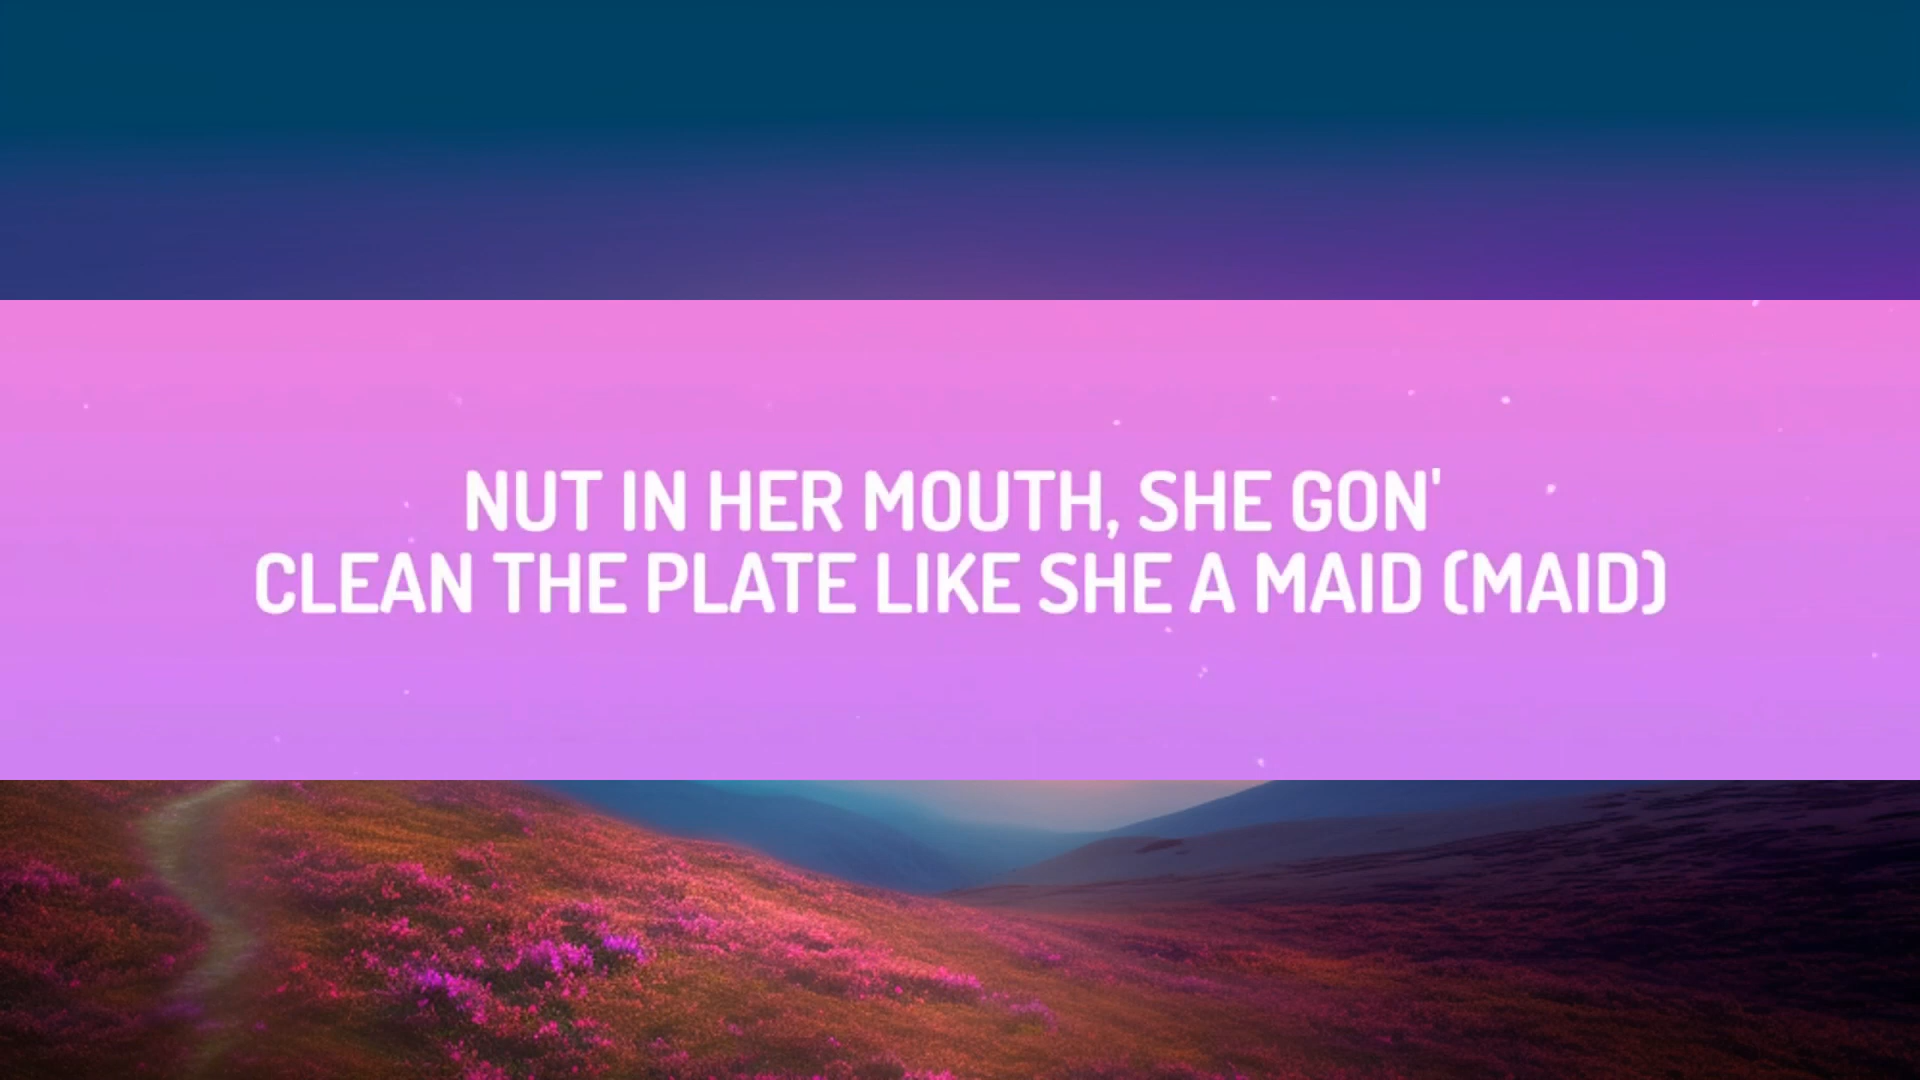 NUT IN HER MOUTH, SHE GON'
CLEAN THE PLATE LIKE SHE A MAID (MAID)